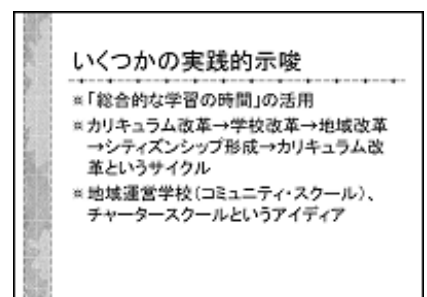 いくつかの実践的示唆
※「総合的な学習の時間」の活用
※カリキュラム改革→学校改革→地域改革
→シティズンシップ形成→カリキュラム改
革というサイクル
※地域運営学校(コミュニティ・スクール)、
チャータースクールというアイディア